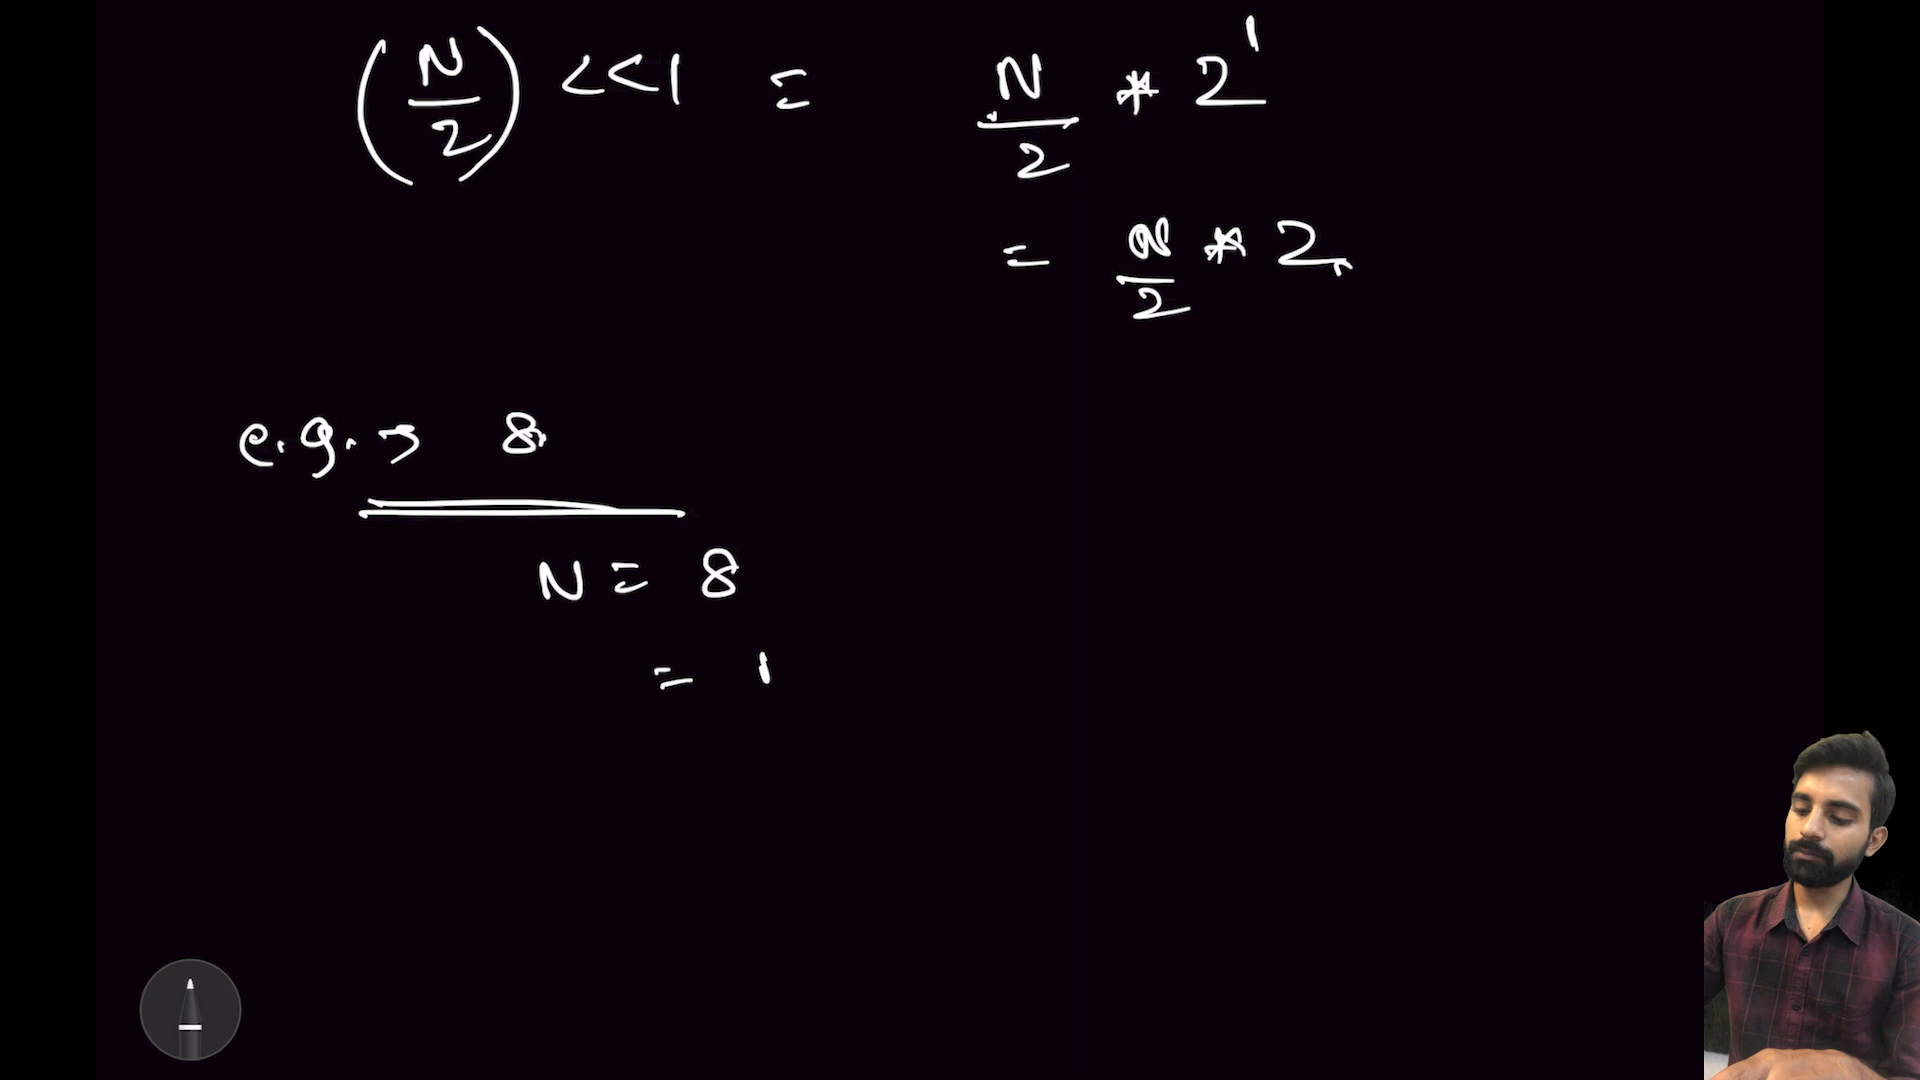 (N/2) <<1 = N/2 * 2^1
= N/2 * 2
e.g. → 8
N = 8
= 1